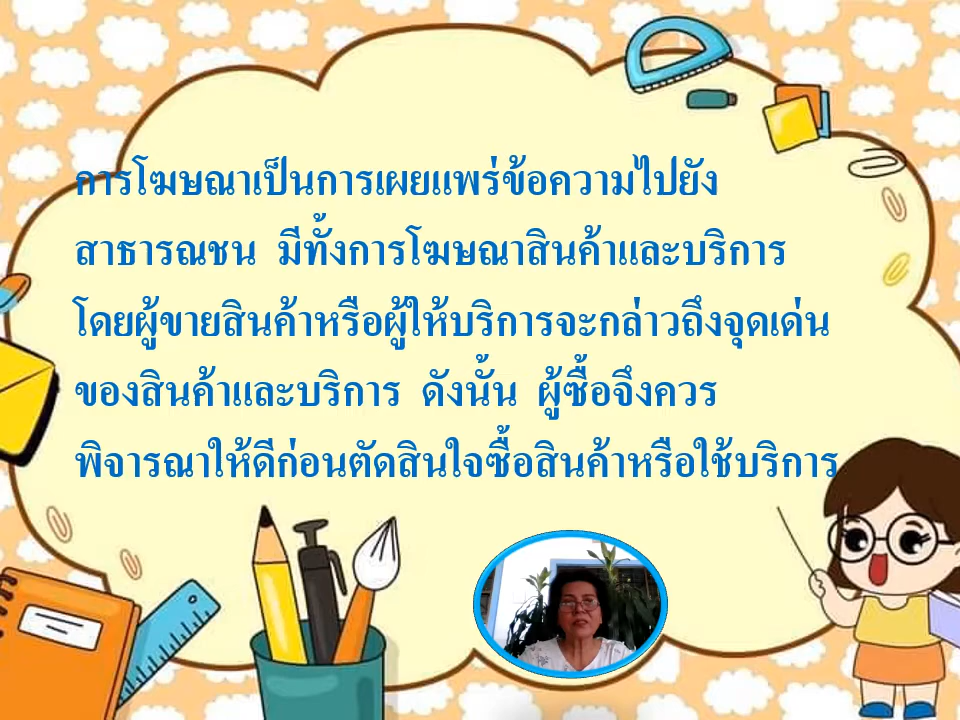 การโฆษณาเป็นการเผยแพร่ข้อความไปยัง
สาธารณชน มีทั้งการโฆษณาสินค้าและบริการ
โดยผู้ขายสินค้าหรือผู้ให้บริการจะกล่าวถึงจุดเด่น
ของสินค้าและบริการ ดังนั้น ผู้ซื้อจึงควร
พิจารณาให้ดีก่อนตัดสินใจซื้อสินค้าหรือใช้บริการ